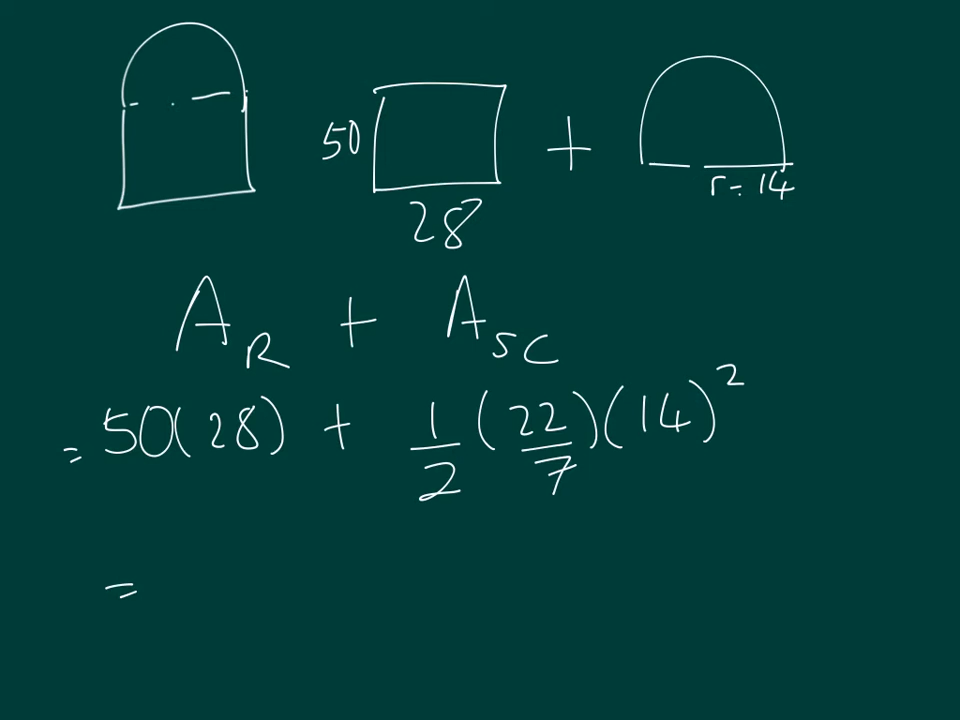 50 + r = 14
28
A_R + A_SC
= 50(28) + 1/2 (22/7)(14)^2
=